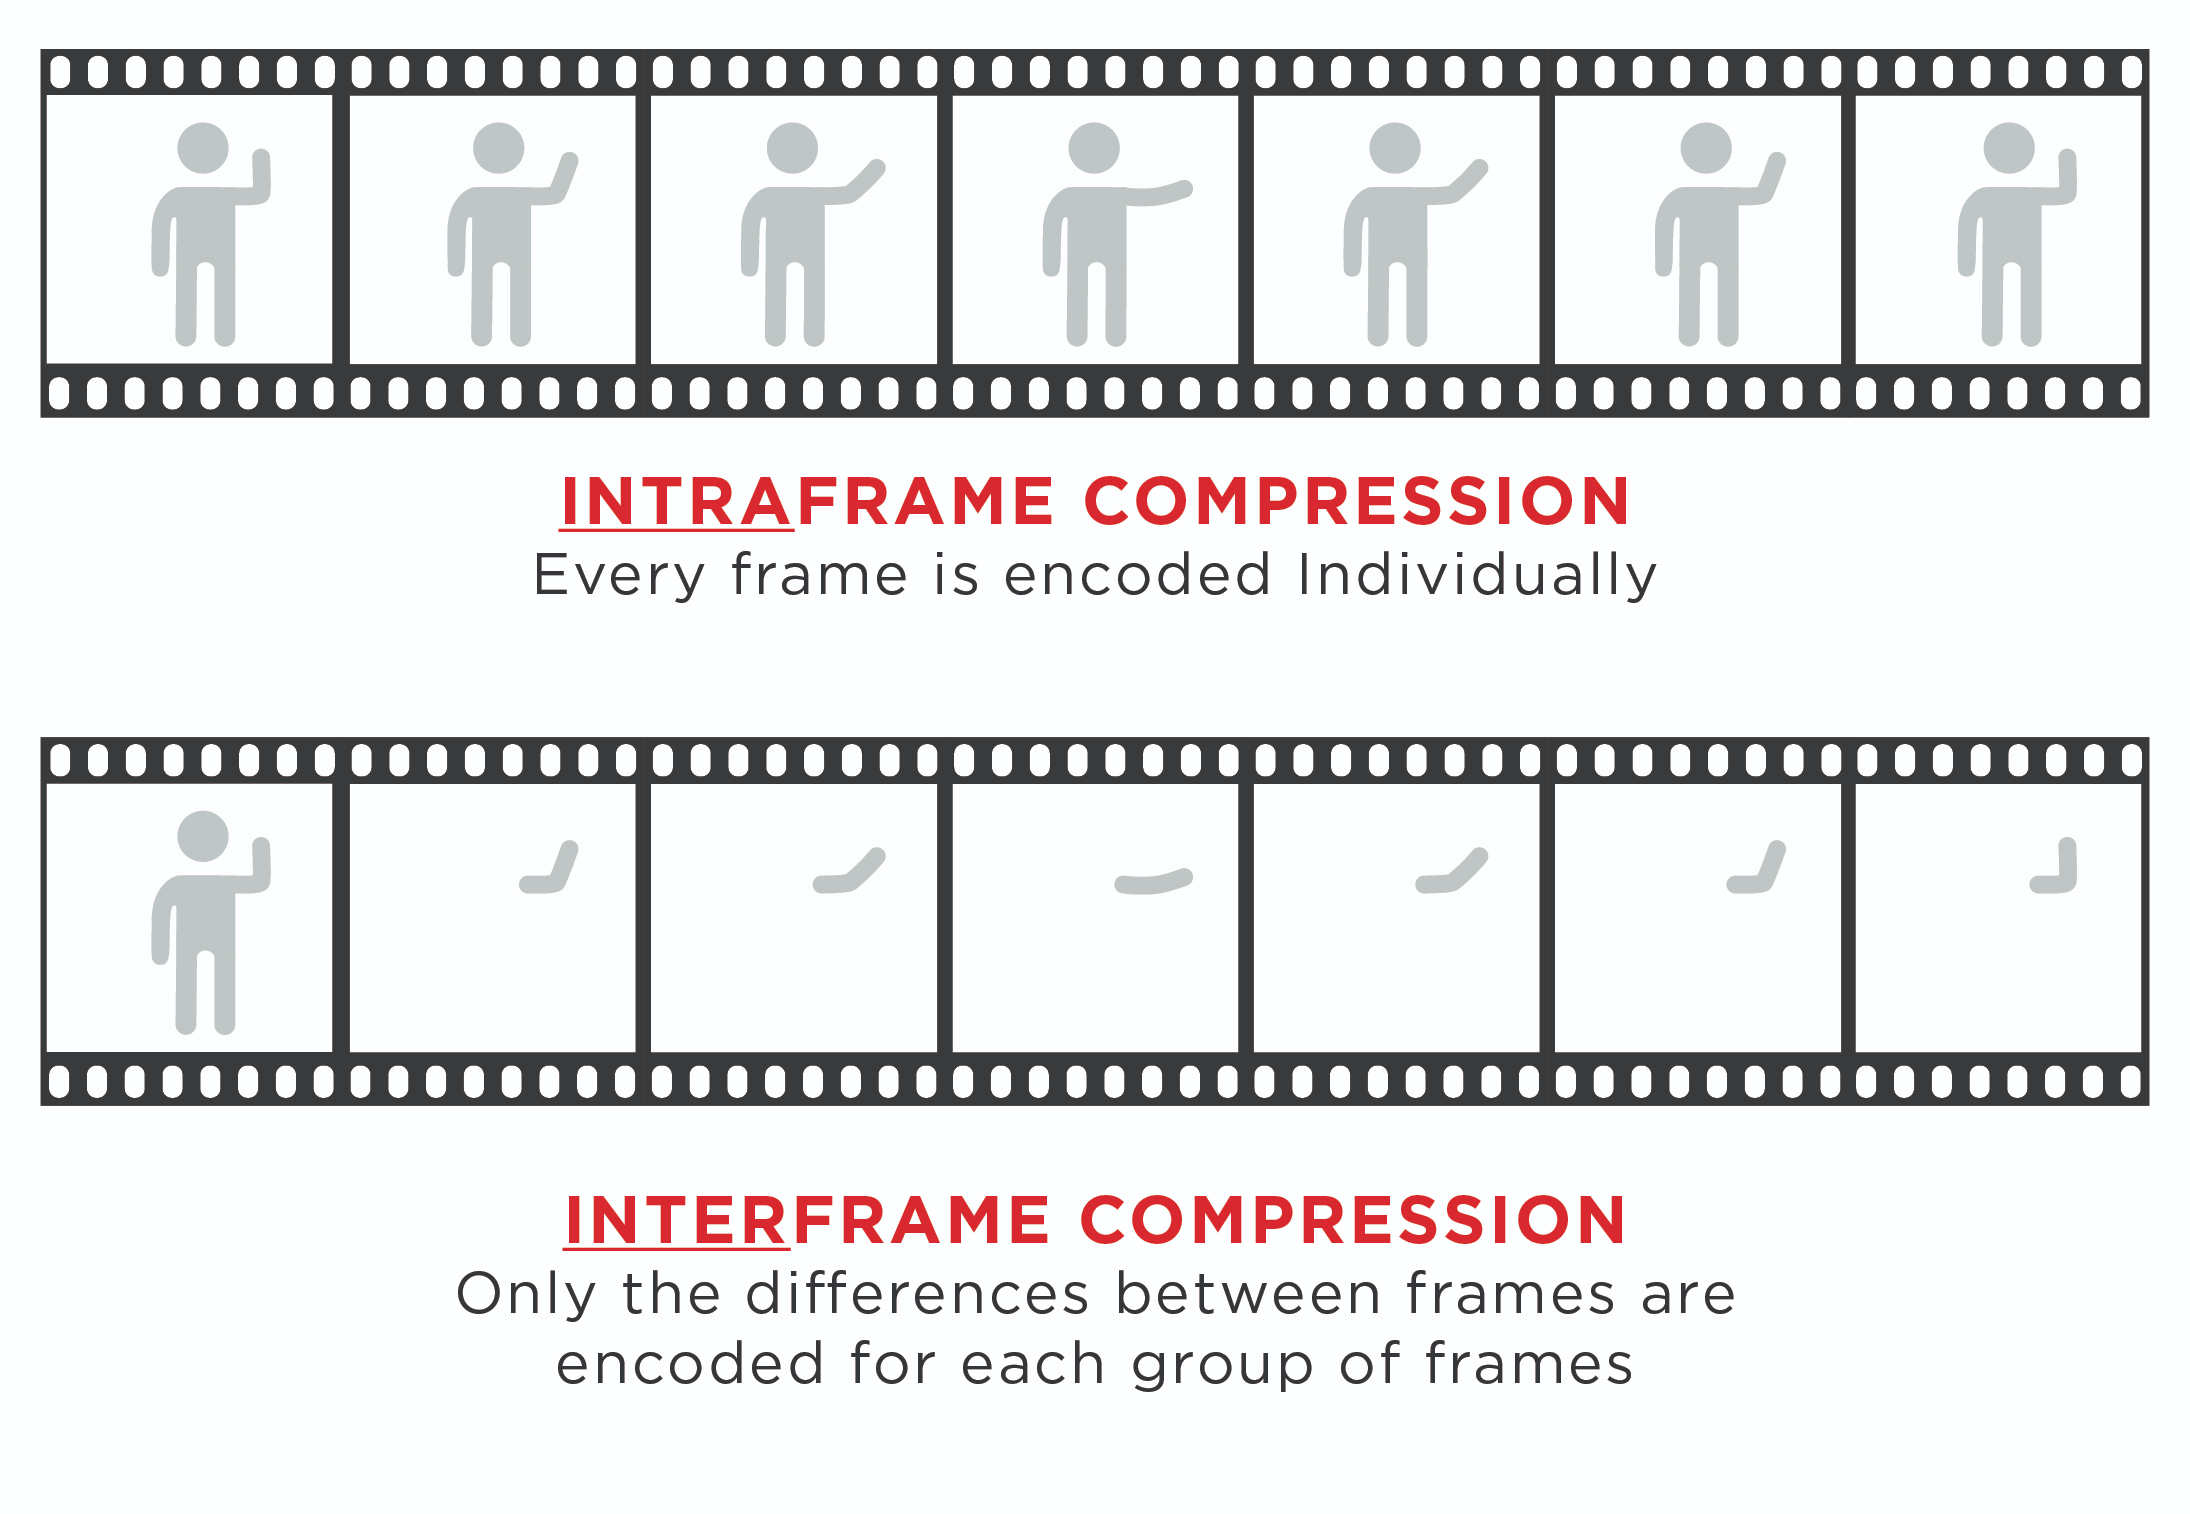 INTRAFRAME COMPRESSION
Every frame is encoded Individually
INTERFRAME COMPRESSION
Only the differences between frames are
encoded for each group of frames